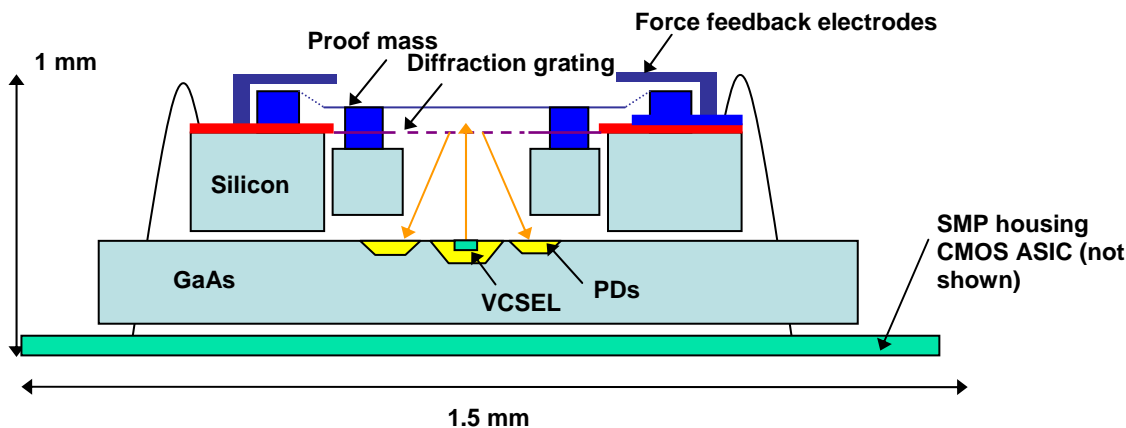 Force feedback electrodes
Proof mass
1 mm
Diffraction grating
Silicon
SMP housing
CMOS ASIC (not
shown)
GaAs
PDs
VCSEL
1.5 mm